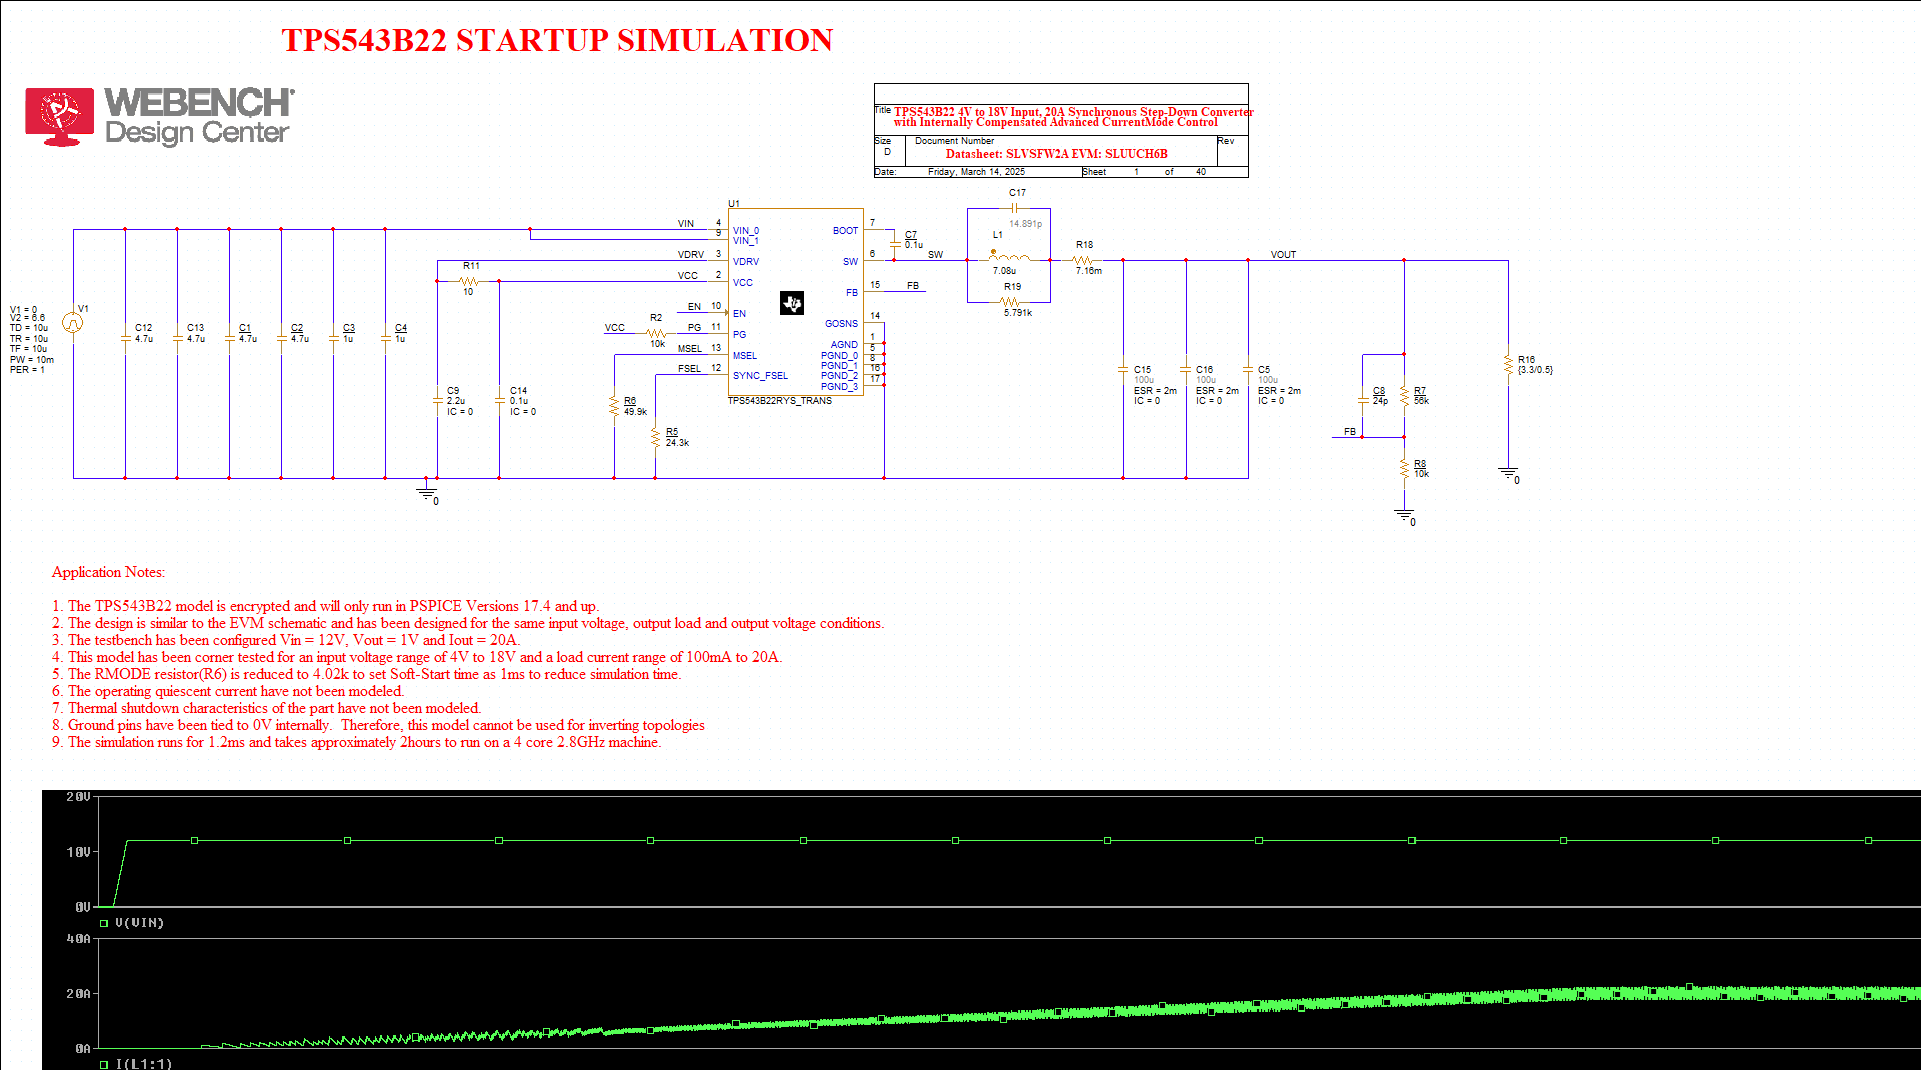 TPS543B22 STARTUP SIMULATION
WEBENCH®
Design Center
Title TPS543B22 4V to 18V Input, 20A Synchronous Step-Down Converter
with Internally Compensated Advanced CurrentMode Control
Size
D
Document Number
Datasheet: SLVSFW2A EVM: SLUUCH6B
Rev
Date: Friday, March 14, 2025 Sheet 1 of 40
V1 = 0
V2 = 6.6
TD = 10u
TR = 10u
TF = 10u
PW = 10m
PER = 1
V1
C12
4.7u
C13
4.7u
C1
4.7u
C2
4.7u
C3
1u
C4
1u
R11
10
C9
2.2u
IC = 0
C14
0.1u
IC = 0
0
VCC
R2
10k
R6
49.9k
R5
24.3k
VIN
VDRV
VCC
EN
PG
MSEL
FSEL
4
9
3
2
10
11
13
12
U1
VIN_0
VIN_1
VDRV
VCC
EN
PG
MSEL
SYNC_FSEL
BOOT
SW
FB
GOSNS
AGND
PGND_0
PGND_1
PGND_2
PGND_3
TPS543B22RYS_TRANS
7
6
15
14
1
5
8
16
17
C7
0.1u
SW
FB
C17
14.891p
L1
7.08u
R19
5.791k
R18
7.16m
VOUT
C15
100u
ESR = 2m
IC = 0
C16
100u
ESR = 2m
IC = 0
C5
100u
ESR = 2m
IC = 0
C8
24p
R7
56k
FB
R8
10k
0
R16
{3.3/0.5}
0
Application Notes:
1. The TPS543B22 model is encrypted and will only run in PSPICE Versions 17.4 and up.
2. The design is similar to the EVM schematic and has been designed for the same input voltage, output load and output voltage conditions.
3. The testbench has been configured Vin = 12V, Vout = 1V and Iout = 20A.
4. This model has been corner tested for an input voltage range of 4V to 18V and a load current range of 100mA to 20A.
5. The RMODE resistor(R6) is reduced to 4.02k to set Soft-Start time as 1ms to reduce simulation time.
6. The operating quiescent current have not been modeled.
7. Thermal shutdown characteristics of the part have not been modeled.
8. Ground pins have been tied to 0V internally.  Therefore, this model cannot be used for inverting topologies
9. The simulation runs for 1.2ms and takes approximately 2hours to run on a 4 core 2.8GHz machine.
20V
10V
0V
V(VIN)
40A
20A
0A
I(L1:1)